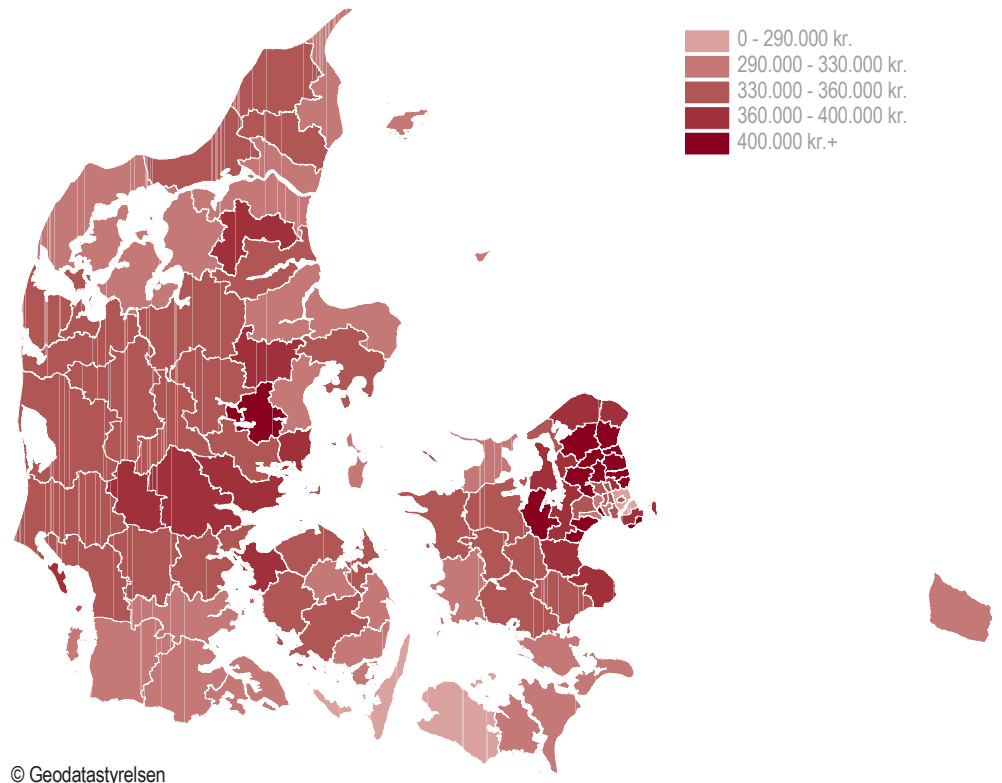 0 - 290.000 kr.
290.000 - 330.000 kr.
330.000 - 360.000 kr.
360.000 - 400.000 kr.
400.000 kr.+
© Geodatastyrelsen